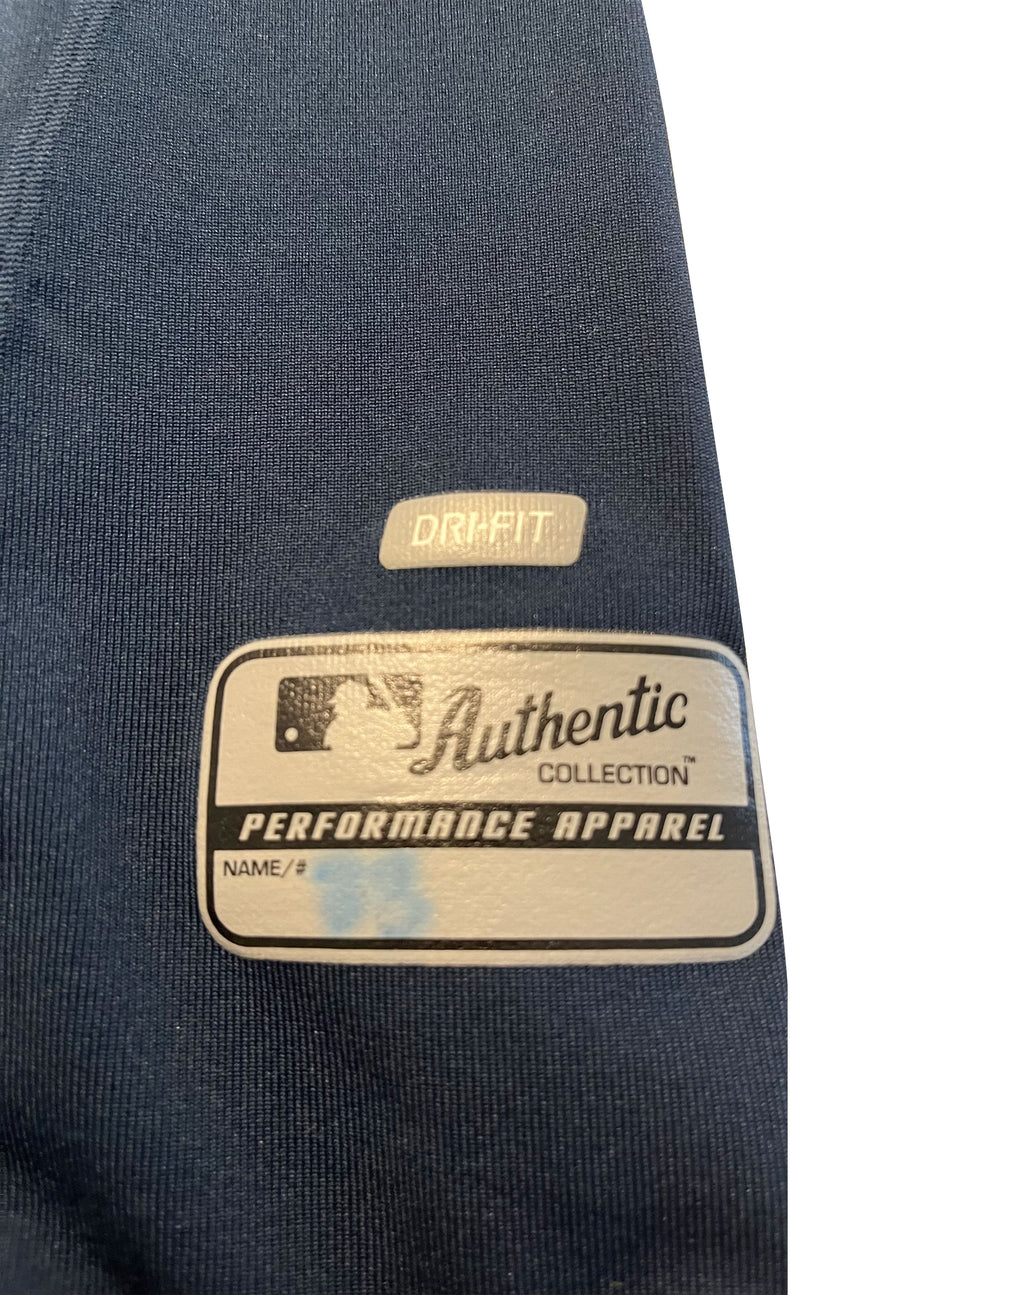 DRI-FIT
Authentic
COLLECTION™
PERFORMANCE APPAREL
NAME/#